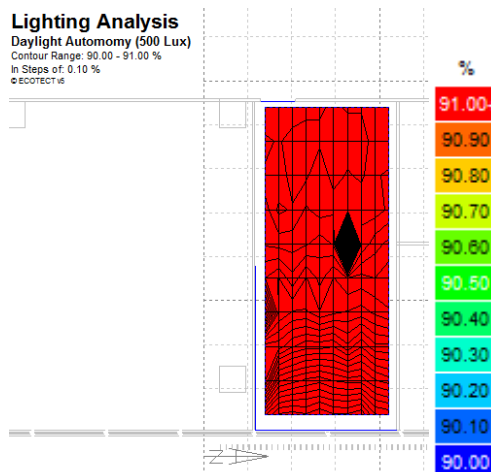 Lighting Analysis
Daylight Automomy (500 Lux)
Contour Range: 90.00 - 91.00 %
In Steps of: 0.10 %
© ECOTECT v5
%
91.00+
90.90
90.80
90.70
90.60
90.50
90.40
90.30
90.20
90.10
90.00
N